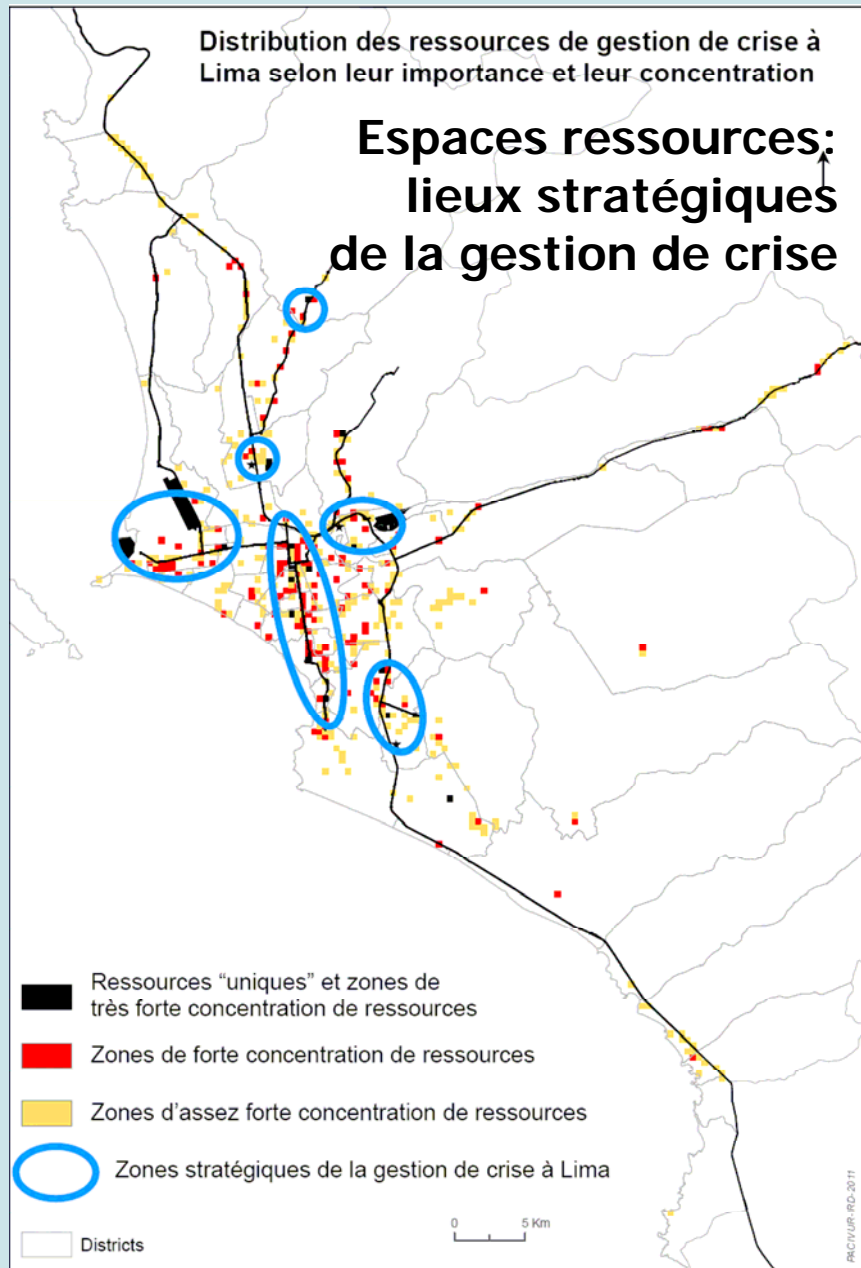 Distribution des ressources de gestion de crise à
Lima selon leur importance et leur concentration
Espaces ressources:
lieux stratégiques
de la gestion de crise
Ressources "uniques" et zones de
très forte concentration de ressources
Zones de forte concentration de ressources
Zones d'assez forte concentration de ressources
Zones stratégiques de la gestion de crise à Lima
Districts
0 5 Km
PACIVUR-RD-2011